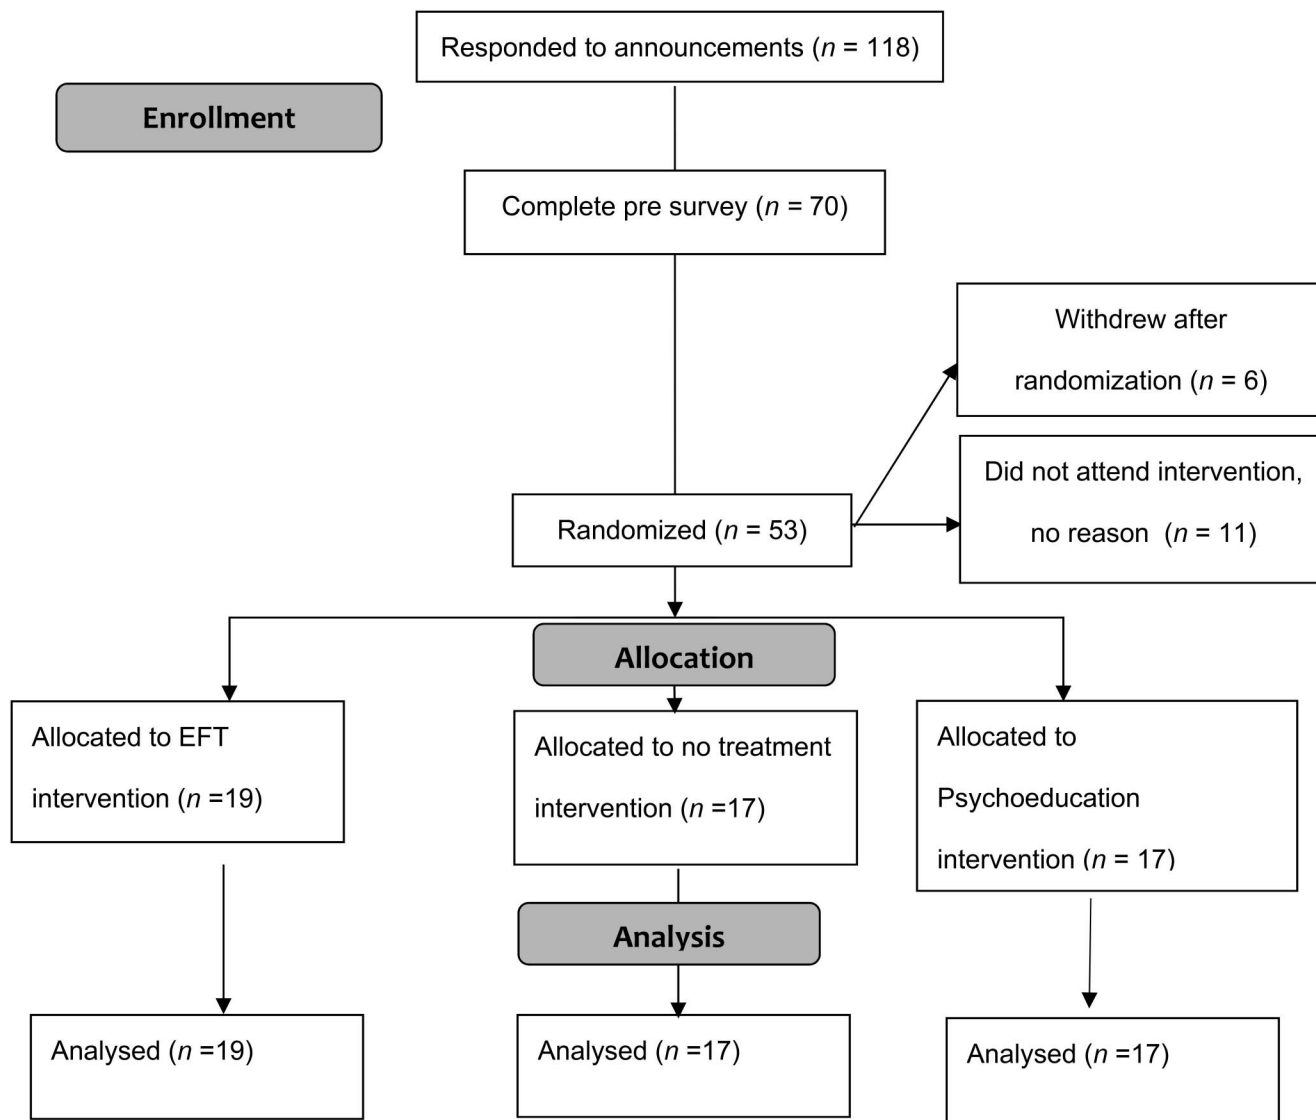 Responded to announcements (n = 118)
Enrollment
Complete pre survey (n = 70)
Withdrew after
randomization (n = 6)
Did not attend intervention,
no reason (n = 11)
Randomized (n = 53)
Allocation
Allocated to EFT
intervention (n =19)
Allocated to no treatment
intervention (n =17)
Allocated to
Psychoeducation
intervention (n = 17)
Analysis
Analysed (n =19)
Analysed (n =17)
Analysed (n =17)